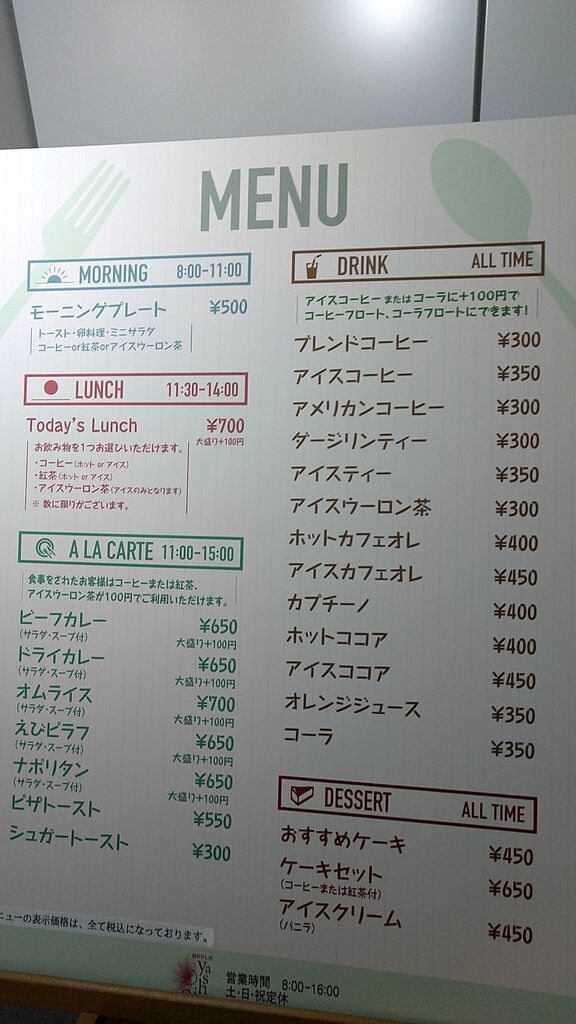 MENU
MORNING 8:00-11:00
モーニングプレート ¥500
トースト・卵料理・ミニサラダ
コーヒーor紅茶orアイスウーロン茶
LUNCH 11:30-14:00
Today's Lunch ¥700
大盛り+100円
お飲み物を1つお選びいただけます。
・コーヒー(ホット or アイス)
・紅茶(ホット or アイス)
・アイスウーロン茶(アイスのみとなります)
※ 数に限りがございます。
A LA CARTE 11:00-15:00
食事をされたお客様はコーヒーまたは紅茶、
アイスウーロン茶が100円でご利用いただけます。
ビーフカレー ¥650
(サラダ・スープ付) 大盛り+100円
ドライカレー ¥650
(サラダ・スープ付) 大盛り+100円
オムライス ¥700
(サラダ・スープ付) 大盛り+100円
えびピラフ ¥650
(サラダ・スープ付) 大盛り+100円
ナポリタン ¥650
(サラダ・スープ付) 大盛り+100円
ピザトースト ¥550
シュガートースト ¥300
DRINK ALL TIME
アイスコーヒーまたはコーラに+100円で
コーヒーフロート、コーラフロートにできます!
ブレンドコーヒー ¥300
アイスコーヒー ¥350
アメリカンコーヒー ¥300
ダージリンティー ¥300
アイスティー ¥350
アイスウーロン茶 ¥300
ホットカフェオレ ¥400
アイスカフェオレ ¥450
カプチーノ ¥400
ホットココア ¥400
アイスココア ¥450
オレンジジュース ¥350
コーラ ¥350
DESSERT ALL TIME
おすすめケーキ ¥450
ケーキセット ¥650
(コーヒーまたは紅茶付)
アイスクリーム ¥450
(バニラ)
ニューの表示価格は、全て税込になっております。
営業時間 8:00-16:00
土・日・祝定休